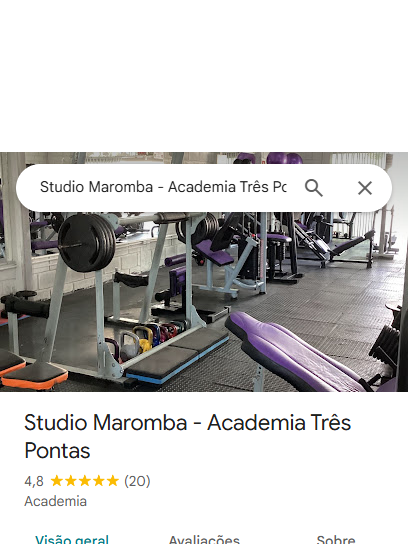 Studio Maromba - Academia Três Po
Studio Maromba - Academia Três
Pontas
4,8 (20)
Academia
Visão geral Avaliações Sobre